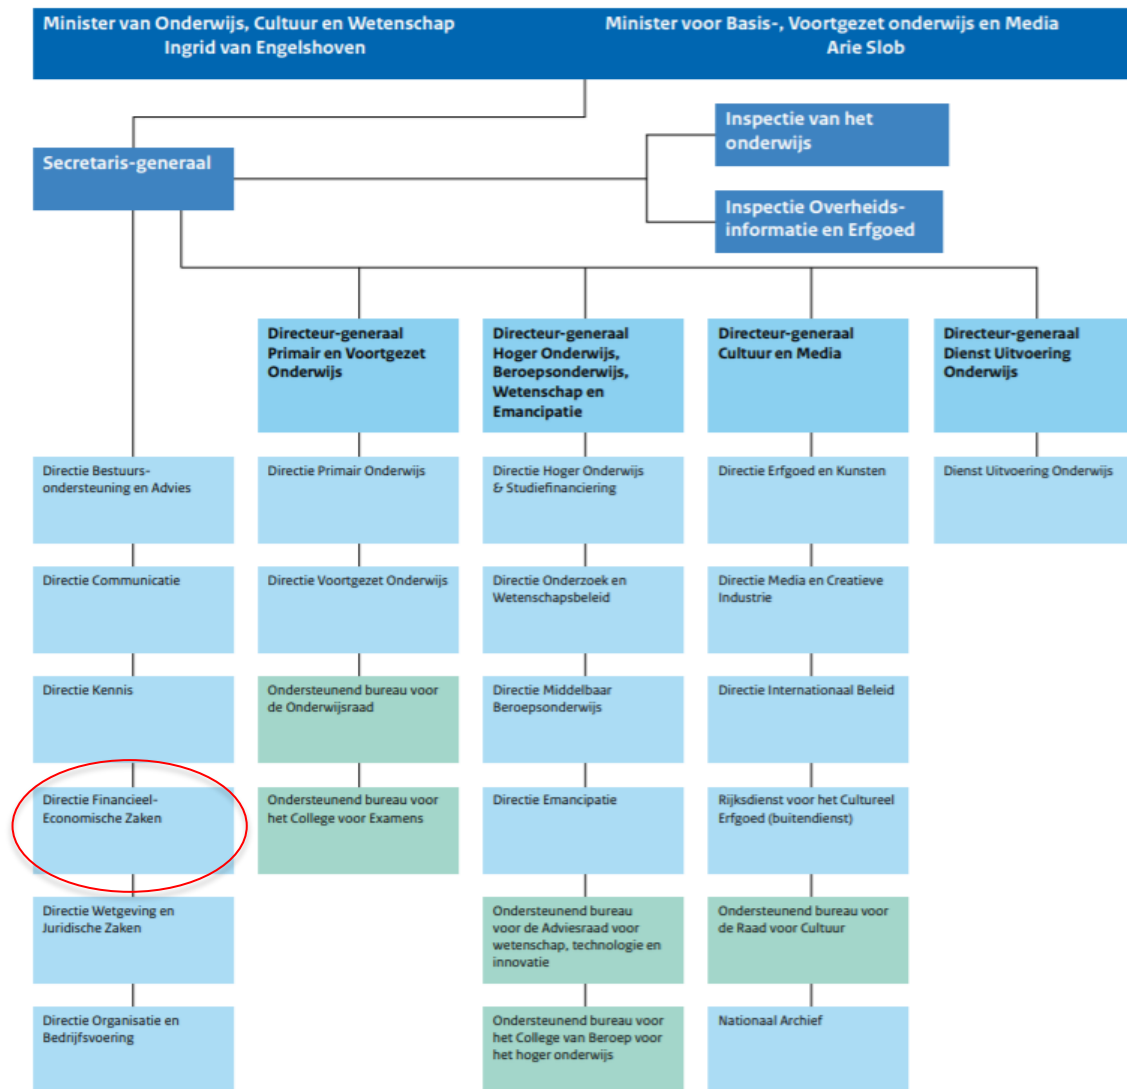 Minister van Onderwijs, Cultuur en Wetenschap
Ingrid van Engelshoven
Minister voor Basis-, Voortgezet onderwijs en Media
Arie Slob
Secretaris-generaal
Inspectie van het
onderwijs
Inspectie Overheids-
informatie en Erfgoed
Directeur-generaal
Primair en Voortgezet
Onderwijs
Directeur-generaal
Hoger Onderwijs,
Beroepsonderwijs,
Wetenschap en
Emancipatie
Directeur-generaal
Cultuur en Media
Directeur-generaal
Dienst Uitvoering
Onderwijs
Directie Bestuurs-
ondersteuning en Advies
Directie Primair Onderwijs
Directie Hoger Onderwijs
& Studiefinanciering
Directie Erfgoed en Kunsten
Dienst Uitvoering Onderwijs
Directie Communicatie
Directie Voortgezet Onderwijs
Directie Onderzoek en
Wetenschapsbeleid
Directie Media en Creatieve
Industrie
Directie Kennis
Ondersteunend bureau voor
de Onderwijsraad
Directie Middelbaar
Beroepsonderwijs
Directie Internationaal Beleid
Directie Financieel-
Economische Zaken
Ondersteunend bureau voor
het College voor Examens
Directie Emancipatie
Rijksdienst voor het Cultureel
Erfgoed (buitendienst)
Directie Wetgeving en
Juridische Zaken
Ondersteunend bureau
voor de Adviesraad voor
wetenschap, technologie en
innovatie
Ondersteunend bureau voor
de Raad voor Cultuur
Directie Organisatie en
Bedrijfsvoering
Ondersteunend bureau voor
het College van Beroep voor
het hoger onderwijs
Nationaal Archief